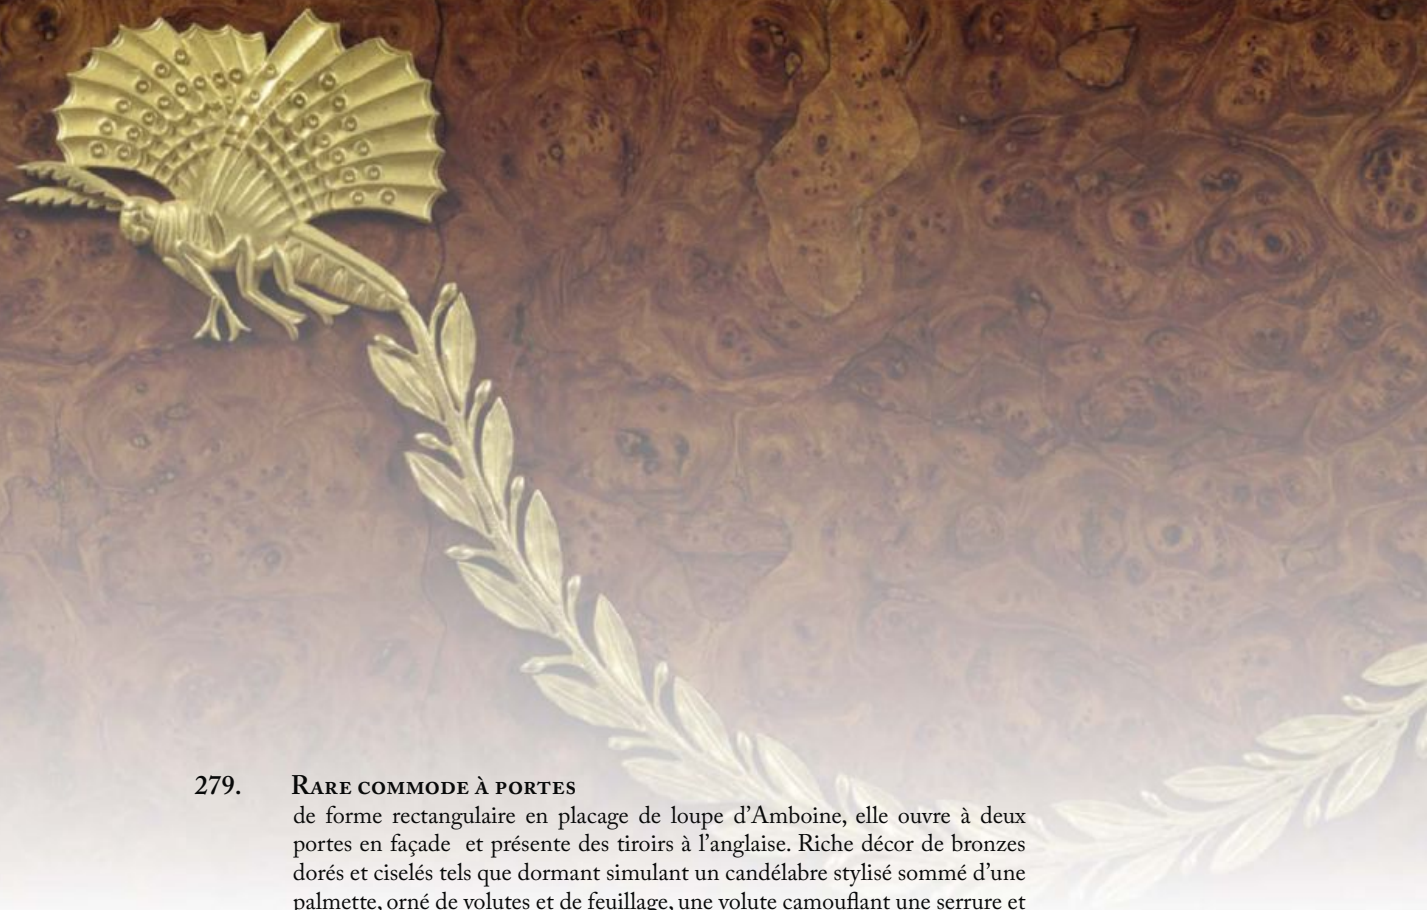 279. RARE COMMODE À PORTES
de forme rectangulaire en placage de loupe d’Amboine, elle ouvre à deux
portes en façade et présente des tiroirs à l’anglaise. Riche décor de bronzes
dorés et ciselés tels que dormant simulant un candélabre stylisé sommé d’une
palmette, orné de volutes et de feuillage, une volute camouflant une serrure et